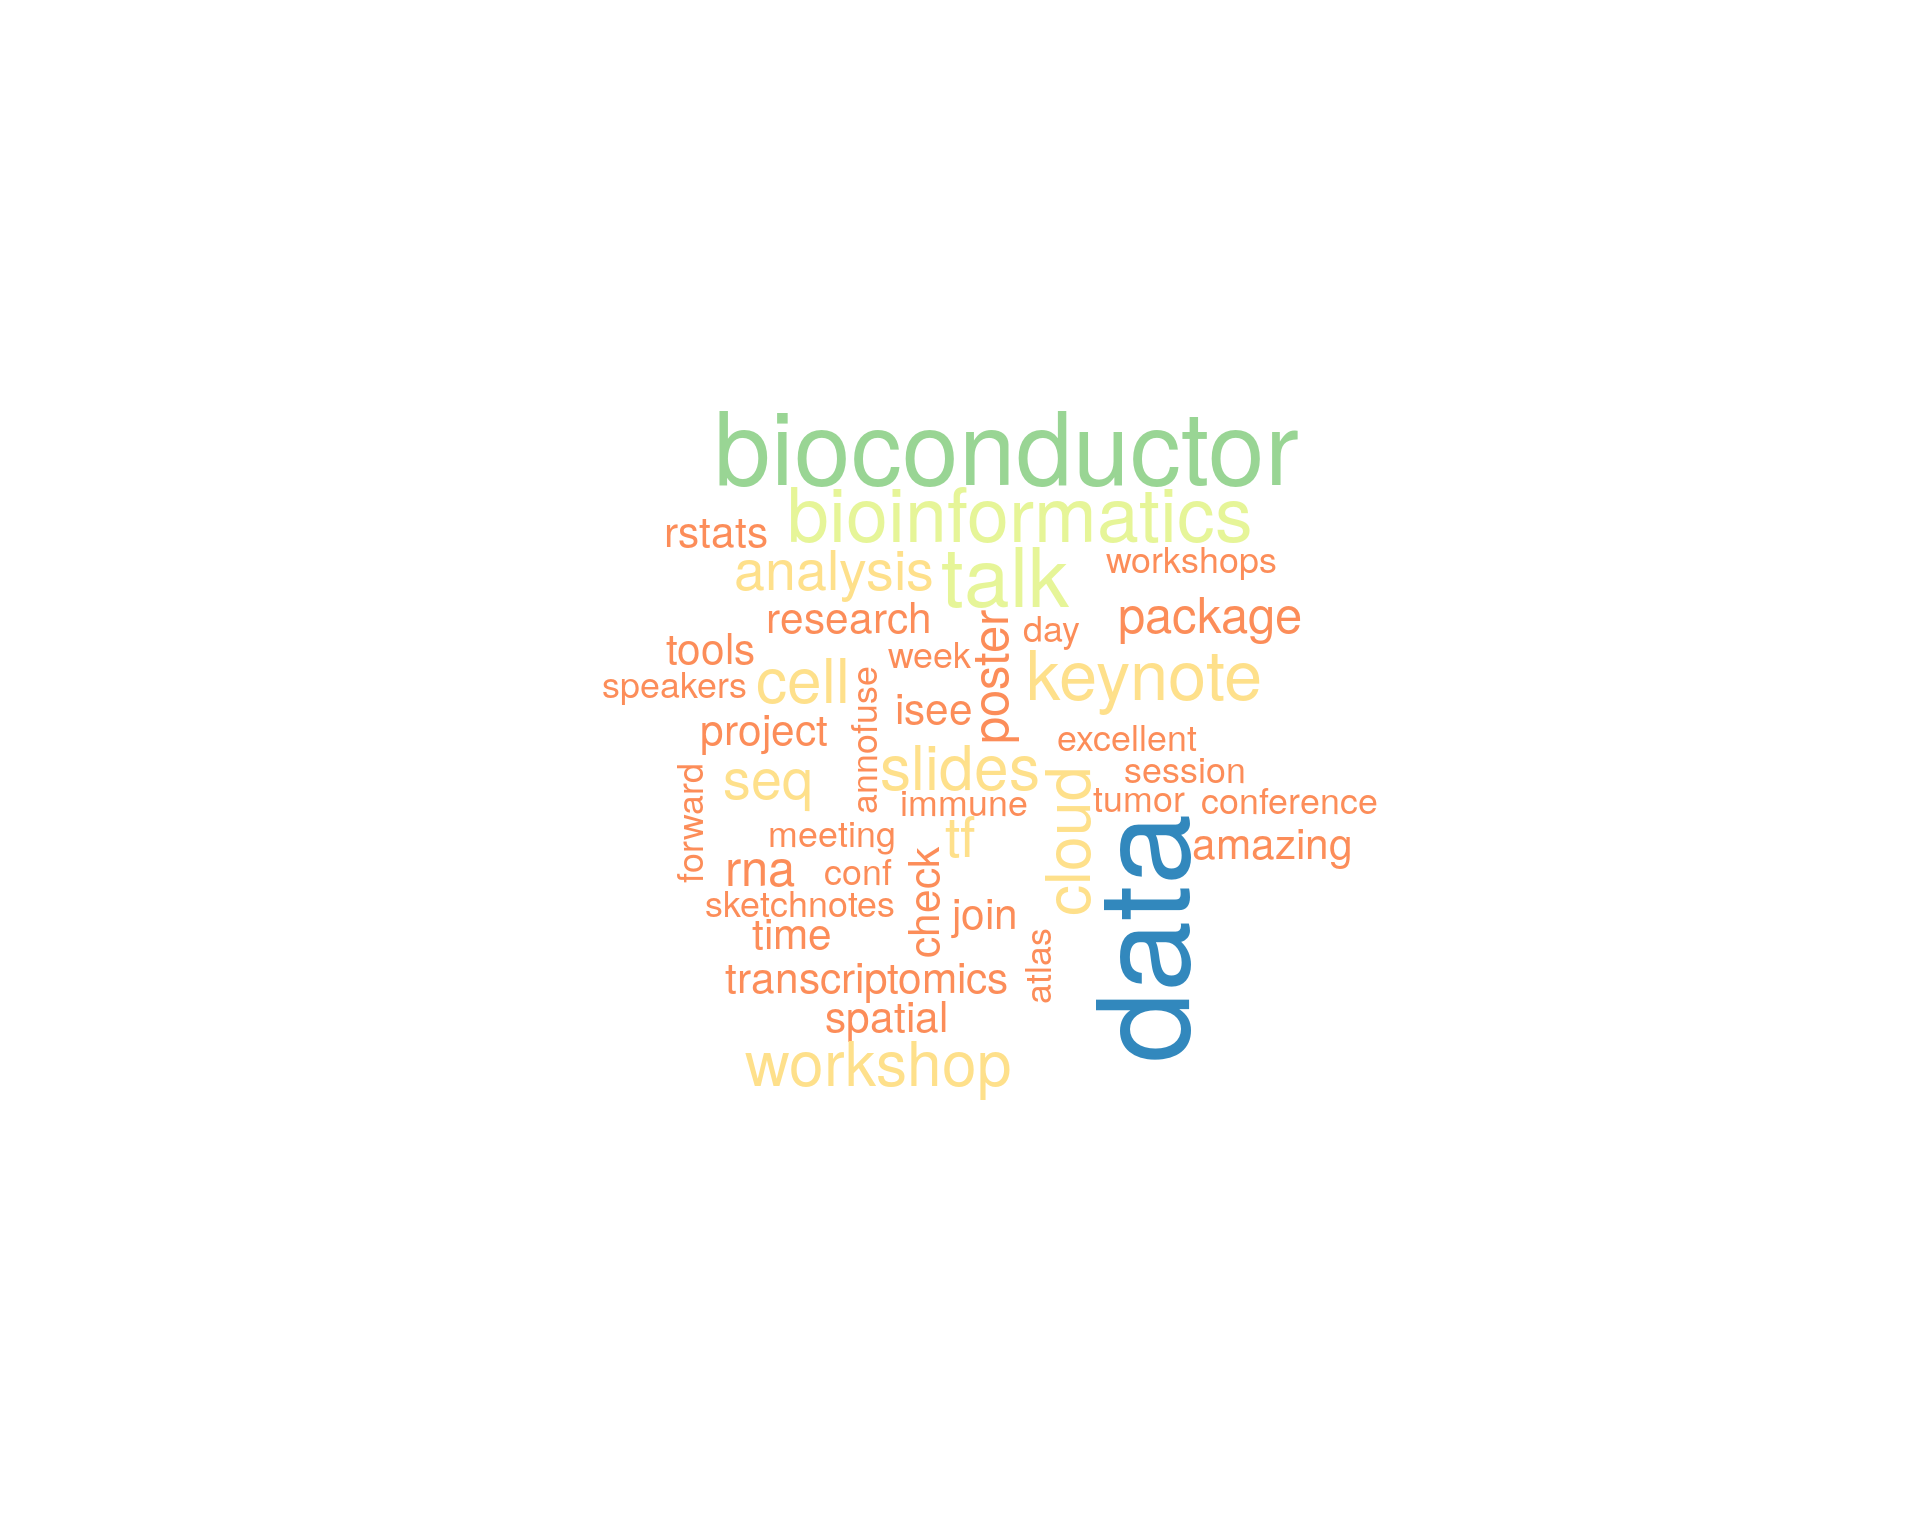 bioconductor
bioinformatics
rstats
workshops
analysis
talk
research
package
poster
day
tools
week
speakers
cell
keynote
annofuse
isee
project
excellent
slides
session
seq
cloud
forward
immune
tumor
conference
meeting
tf
data
amazing
rna
conf
check
sketchnotes
join
time
atlas
transcriptomics
spatial
workshop